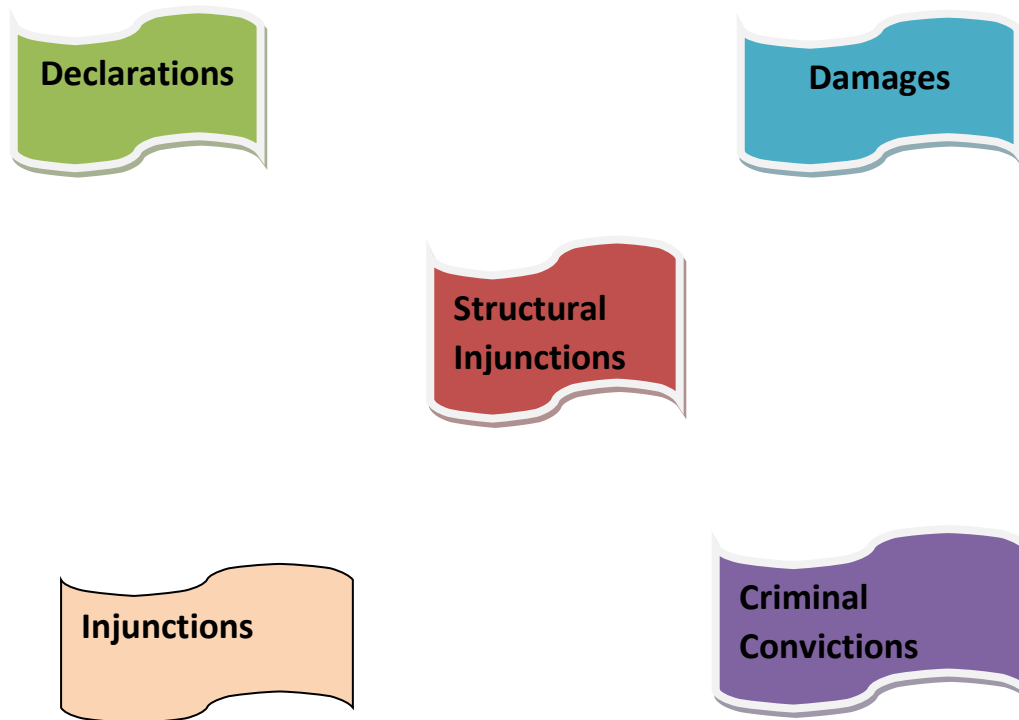 Declarations
Damages
Structural
Injunctions
Injunctions
Criminal
Convictions